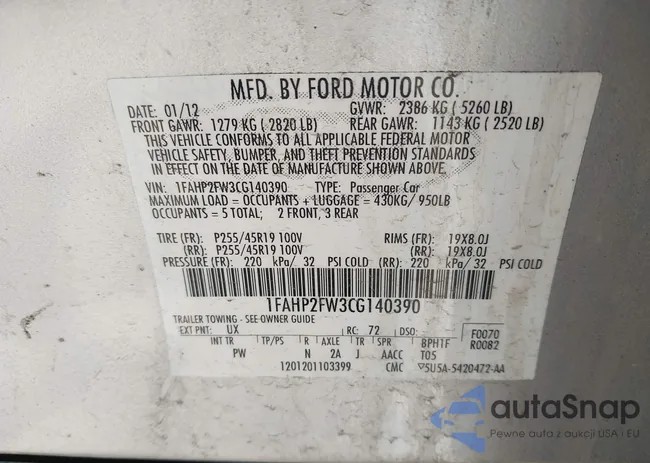 MFD. BY FORD MOTOR CO.
DATE: 01/12 GVWR: 2386 KG ( 5260 LB)
FRONT GAWR: 1279 KG ( 2820 LB) REAR GAWR: 1143 KG ( 2520 LB)
THIS VEHICLE CONFORMS TO ALL APPLICABLE FEDERAL MOTOR
VEHICLE SAFETY, BUMPER, AND THEFT PREVENTION STANDARDS
IN EFFECT ON THE DATE OF MANUFACTURE SHOWN ABOVE.
VIN: 1FAHP2FW3CG140390 TYPE: Passenger Car
MAXIMUM LOAD = OCCUPANTS + LUGGAGE = 430KG/ 950LB
OCCUPANTS = 5 TOTAL; 2 FRONT, 3 REAR
TIRE (FR): P255/45R19 100V RIMS (FR): 19X8.0J
(RR): P255/45R19 100V (RR): 19X8.0J
PRESSURE (FR): 220 kPa/ 32 PSI COLD (RR): 220 kPa/ 32 PSI COLD
1FAHP2FW3CG140390
TRAILER TOWING - SEE OWNER GUIDE
EXT PNT: UX RC: 72 DSO: F0070
R0082
INT TR TP/PS R AXLE TR SPR BPH1F
PW N 2A J AACC TOS
1201201103399 CMC 5U5A-5420472-AA
autaSnap
Pewne auta z aukcji USA i EU